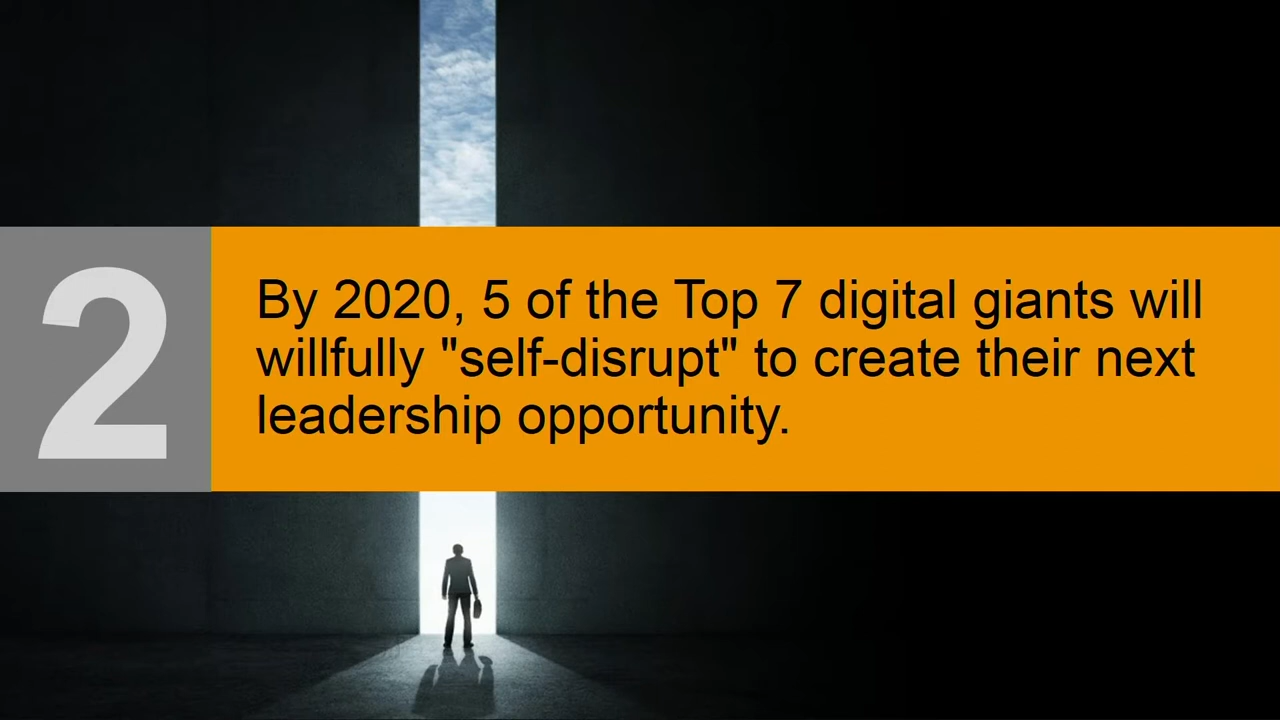 2
By 2020, 5 of the Top 7 digital giants will
willfully "self-disrupt" to create their next
leadership opportunity.